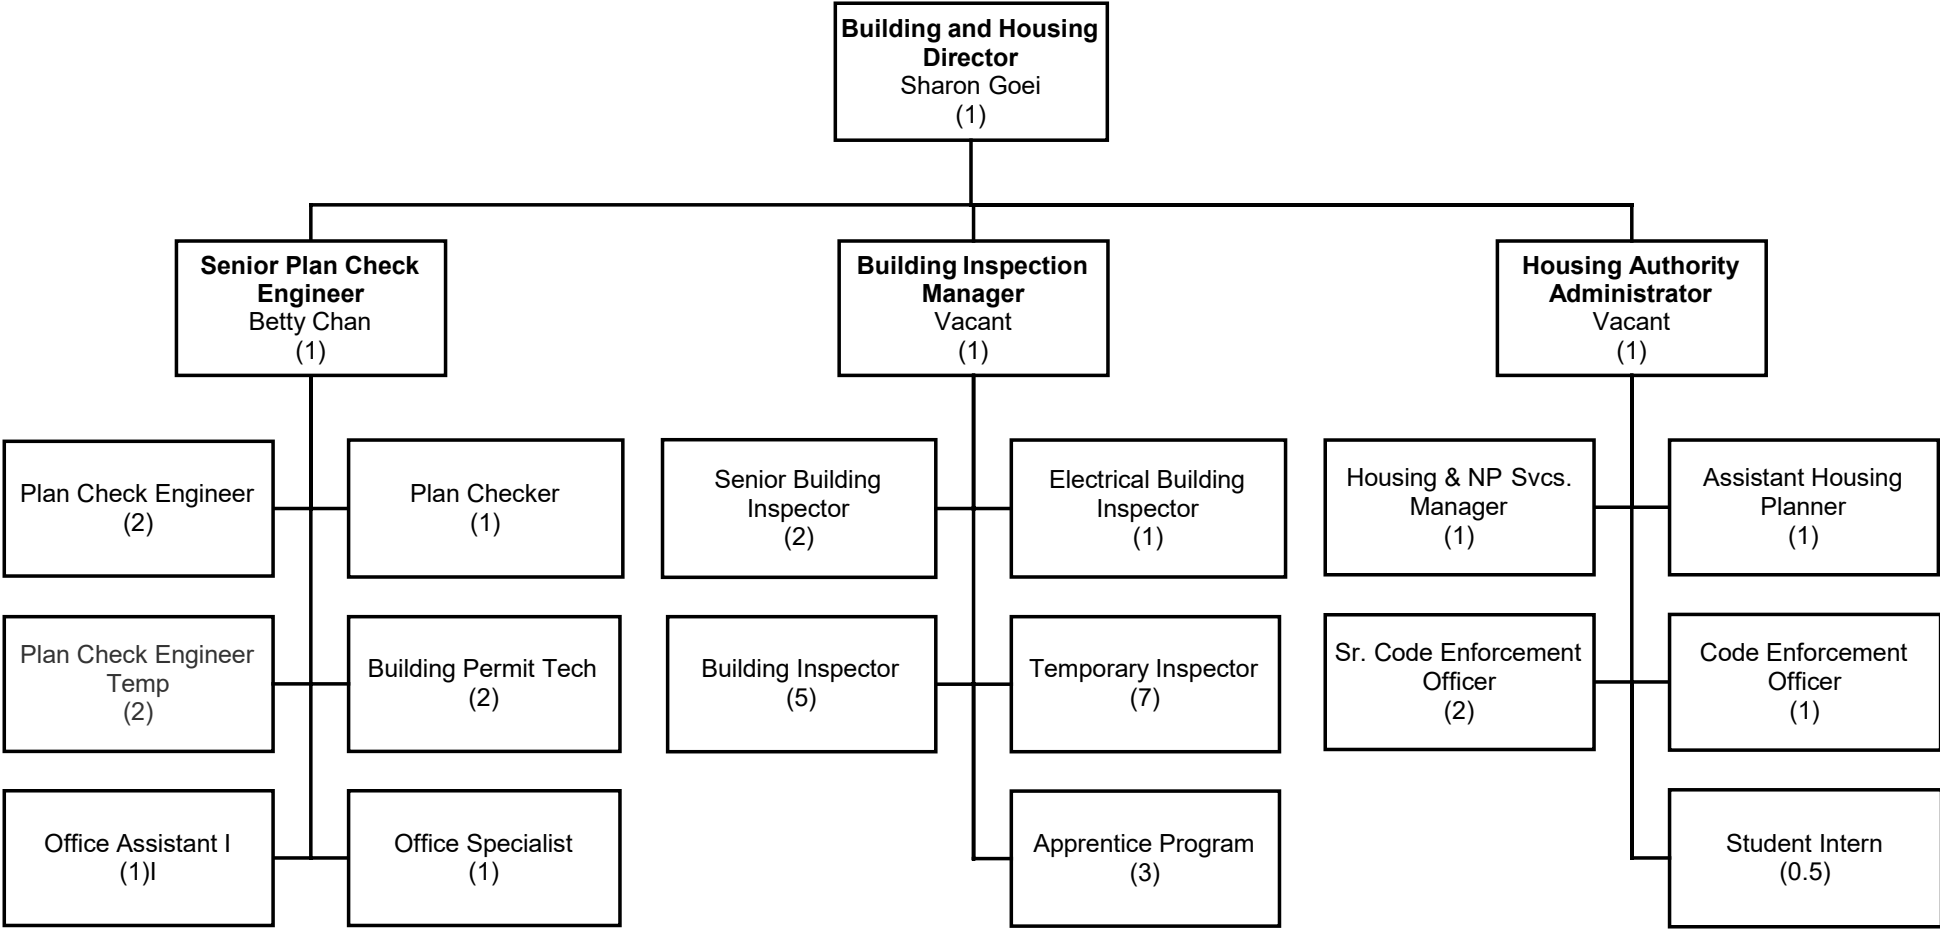 Building and Housing
Director
Sharon Goei
(1)
Senior Plan Check
Engineer
Betty Chan
(1)
Building Inspection
Manager
Vacant
(1)
Housing Authority
Administrator
Vacant
(1)
Plan Check Engineer
(2)
Plan Checker
(1)
Senior Building
Inspector
(2)
Electrical Building
Inspector
(1)
Housing & NP Svcs.
Manager
(1)
Assistant Housing
Planner
(1)
Plan Check Engineer
Temp
(2)
Building Permit Tech
(2)
Building Inspector
(5)
Temporary Inspector
(7)
Sr. Code Enforcement
Officer
(2)
Code Enforcement
Officer
(1)
Office Assistant I
(1)I
Office Specialist
(1)
Apprentice Program
(3)
Student Intern
(0.5)